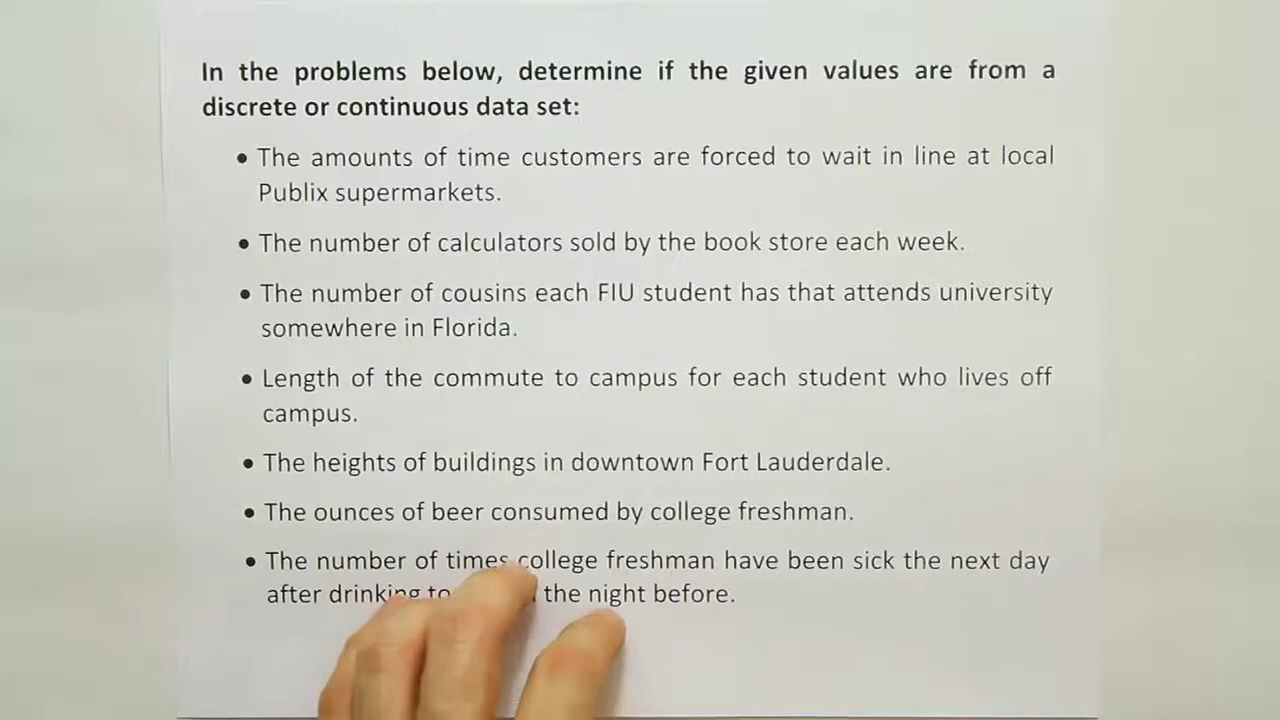 In the problems below, determine if the given values are from a
discrete or continuous data set:
• The amounts of time customers are forced to wait in line at local
Publix supermarkets.
• The number of calculators sold by the book store each week.
• The number of cousins each FIU student has that attends university
somewhere in Florida.
• Length of the commute to campus for each student who lives off
campus.
• The heights of buildings in downtown Fort Lauderdale.
• The ounces of beer consumed by college freshman.
• The number of times college freshman have been sick the next day
after drinking the night before.